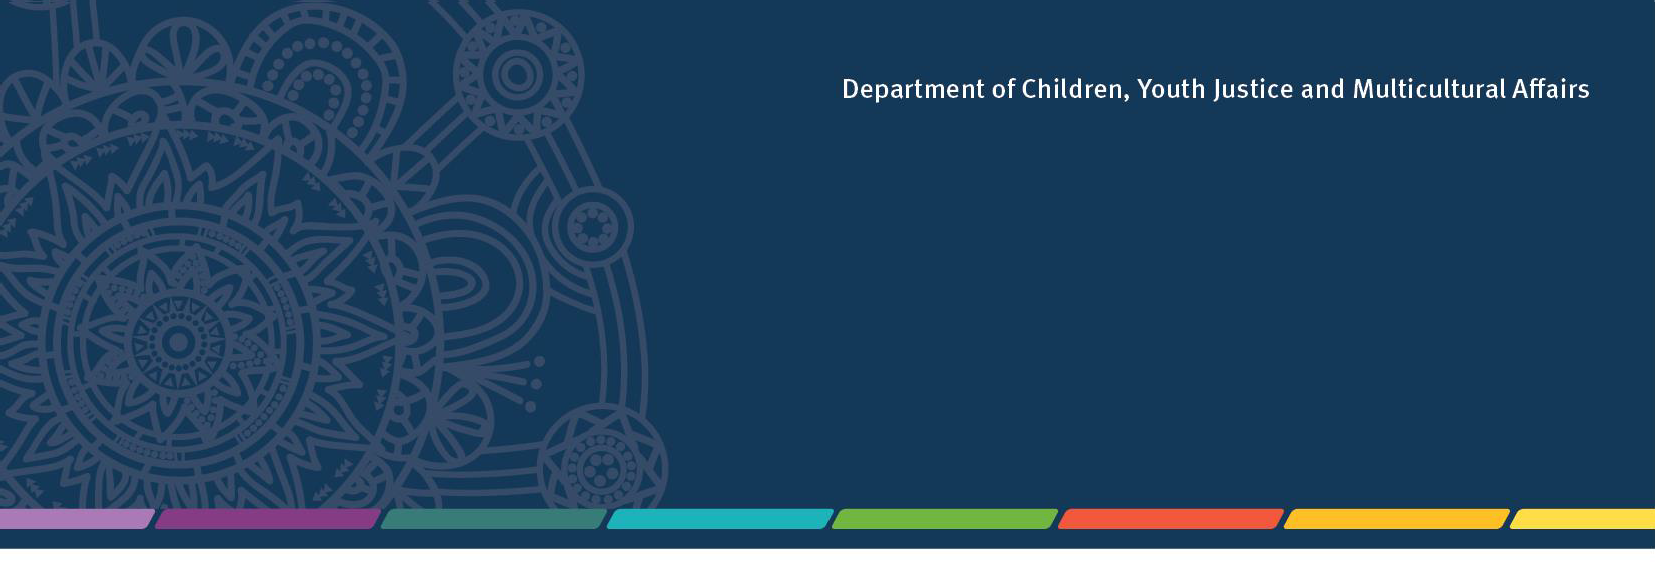 Department of Children, Youth Justice and Multicultural Affairs